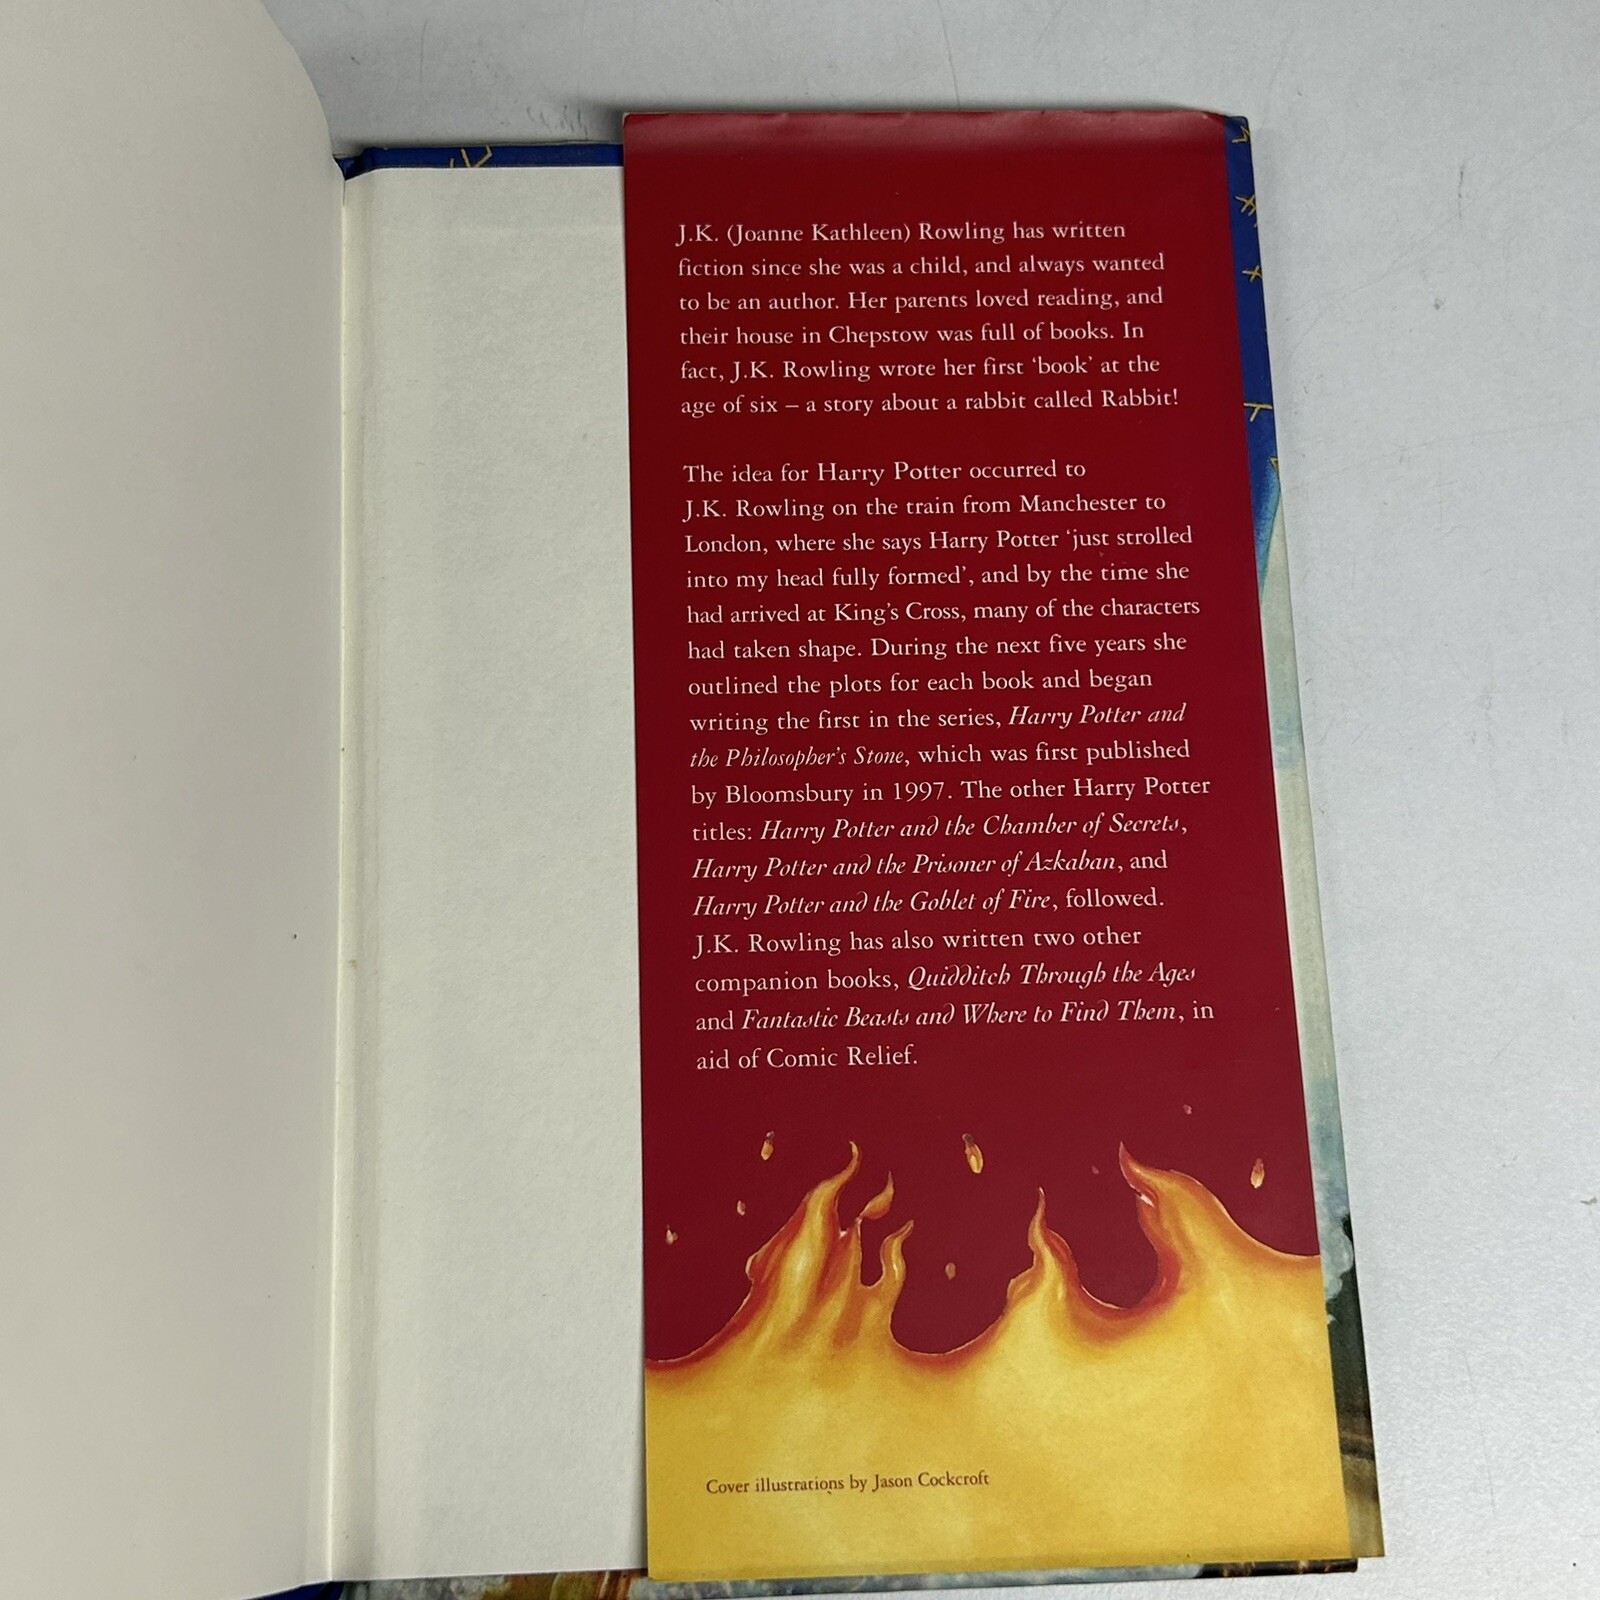 J.K. (Joanne Kathleen) Rowling has written
fiction since she was a child, and always wanted
to be an author. Her parents loved reading, and
their house in Chepstow was full of books. In
fact, J.K. Rowling wrote her first ‘book’ at the
age of six – a story about a rabbit called Rabbit!
The idea for Harry Potter occurred to
J.K. Rowling on the train from Manchester to
London, where she says Harry Potter ‘just strolled
into my head fully formed’, and by the time she
had arrived at King’s Cross, many of the characters
had taken shape. During the next five years she
outlined the plots for each book and began
writing the first in the series, Harry Potter and
the Philosopher’s Stone, which was first published
by Bloomsbury in 1997. The other Harry Potter
titles: Harry Potter and the Chamber of Secrets,
Harry Potter and the Prisoner of Azkaban, and
Harry Potter and the Goblet of Fire, followed.
J.K. Rowling has also written two other
companion books, Quidditch Through the Ages
and Fantastic Beasts and Where to Find Them, in
aid of Comic Relief.
Cover illustrations by Jason Cockcroft